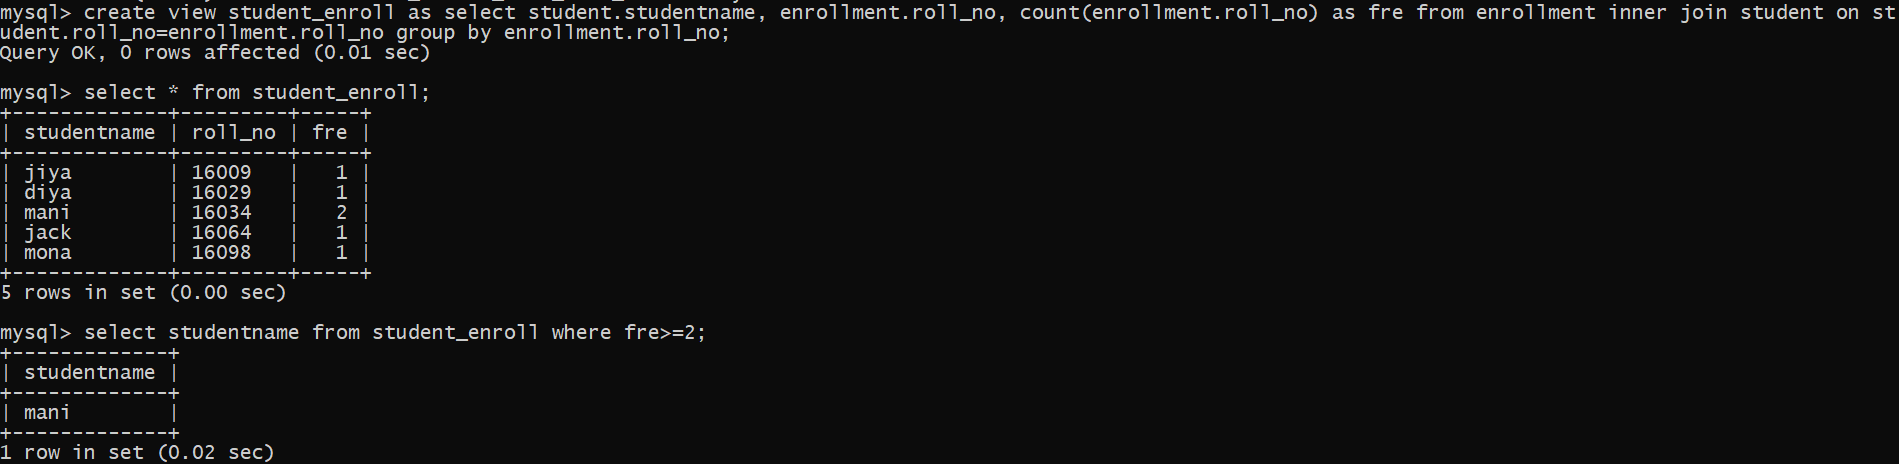 mysql> create view student_enroll as select student.studentname, enrollment.roll_no, count(enrollment.roll_no) as fre from enrollment inner join student on st
udent.roll_no=enrollment.roll_no group by enrollment.roll_no;
Query OK, 0 rows affected (0.01 sec)

mysql> select * from student_enroll;
+-------------+---------+-----+
| studentname | roll_no | fre |
+-------------+---------+-----+
| jiya        | 16009   |   1 |
| diya        | 16029   |   1 |
| mani        | 16034   |   2 |
| jack        | 16064   |   1 |
| mona        | 16098   |   1 |
+-------------+---------+-----+
5 rows in set (0.00 sec)

mysql> select studentname from student_enroll where fre>=2;
+-------------+
| studentname |
+-------------+
| mani        |
+-------------+
1 row in set (0.02 sec)